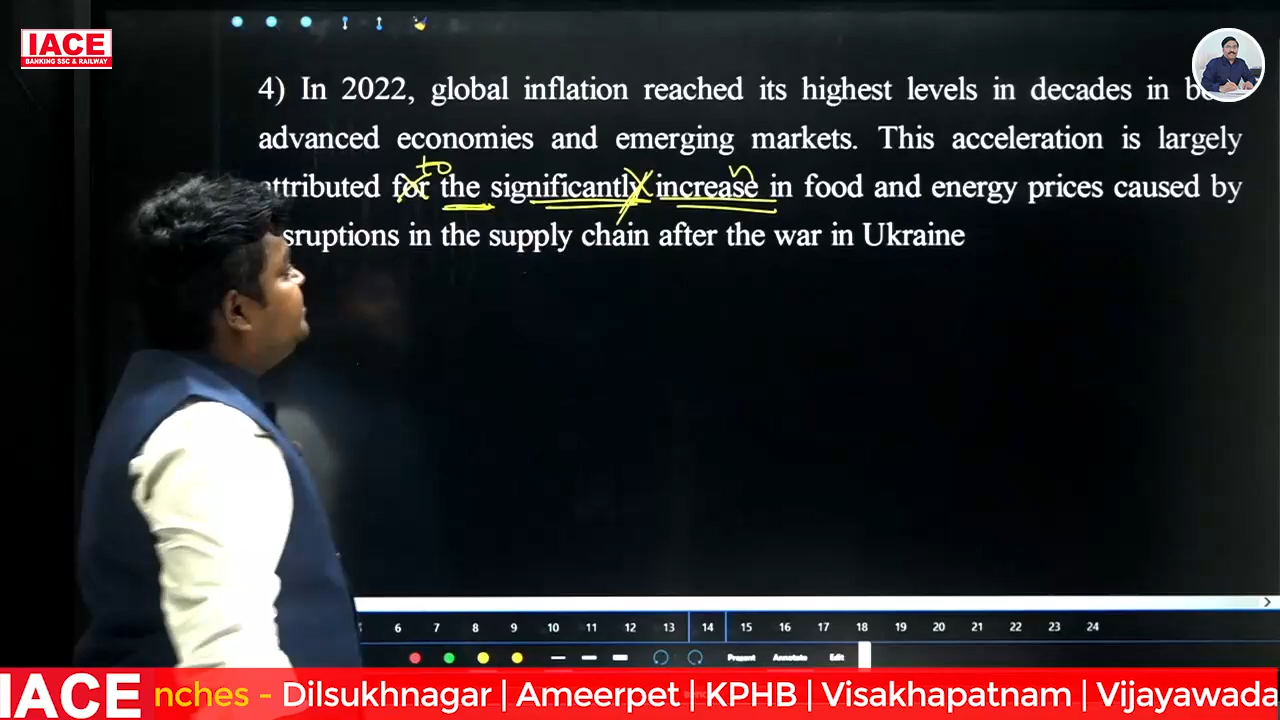 IACE
BANKING SSC & RAILWAY
4) In 2022, global inflation reached its highest levels in decades in
advanced economies and emerging markets. This acceleration is largely
to n
attributed for the significantly increase in food and energy prices caused by
sruptions in the supply chain after the war in Ukraine
6 7 8 9 10 11 12 13 14 15 16 17 18 19 20 21 22 23 24
Present Annotate Edit
IACE nches - Dilsukhnagar | Ameerpet | KPHB | Visakhapatnam | Vijayawada